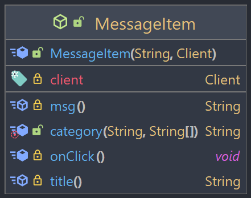 MessageItem
MessageItem(String, Client)
client Client
msg() String
category(String, String[]) String
onClick() void
title() String